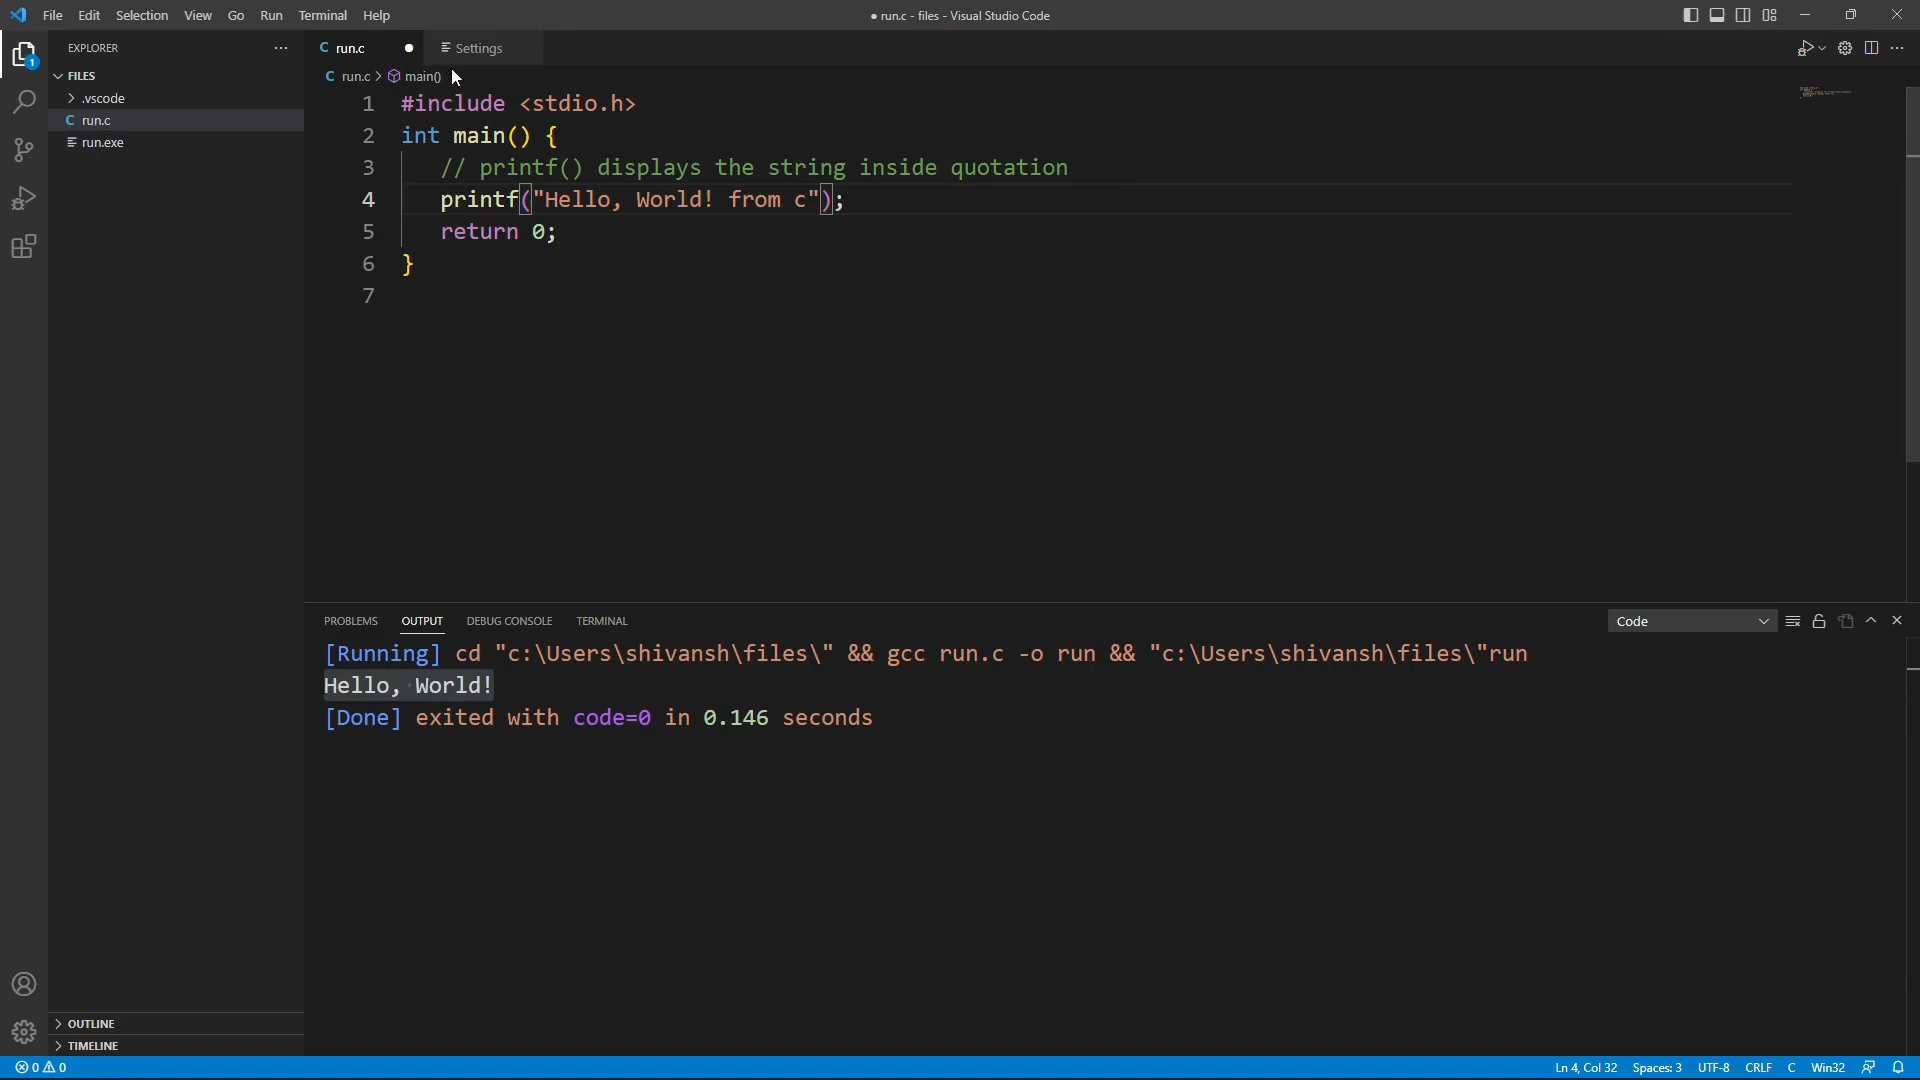 File Edit Selection View Go Run Terminal Help
● run.c - files - Visual Studio Code
EXPLORER
FILES
.vscode
C run.c
run.exe
OUTLINE
TIMELINE
C run.c
Settings
C run.c > main()
1 #include <stdio.h>
2 int main() {
3 // printf() displays the string inside quotation
4 printf("Hello, World! from c");
5 return 0;
6 }
7
PROBLEMS OUTPUT DEBUG CONSOLE TERMINAL
Code
[Running] cd "c:\Users\shivansh\files\" && gcc run.c -o run && "c:\Users\shivansh\files\"run
Hello, World!
[Done] exited with code=0 in 0.146 seconds
1
0 0
Ln 4, Col 32 Spaces: 3 UTF-8 CRLF C Win32